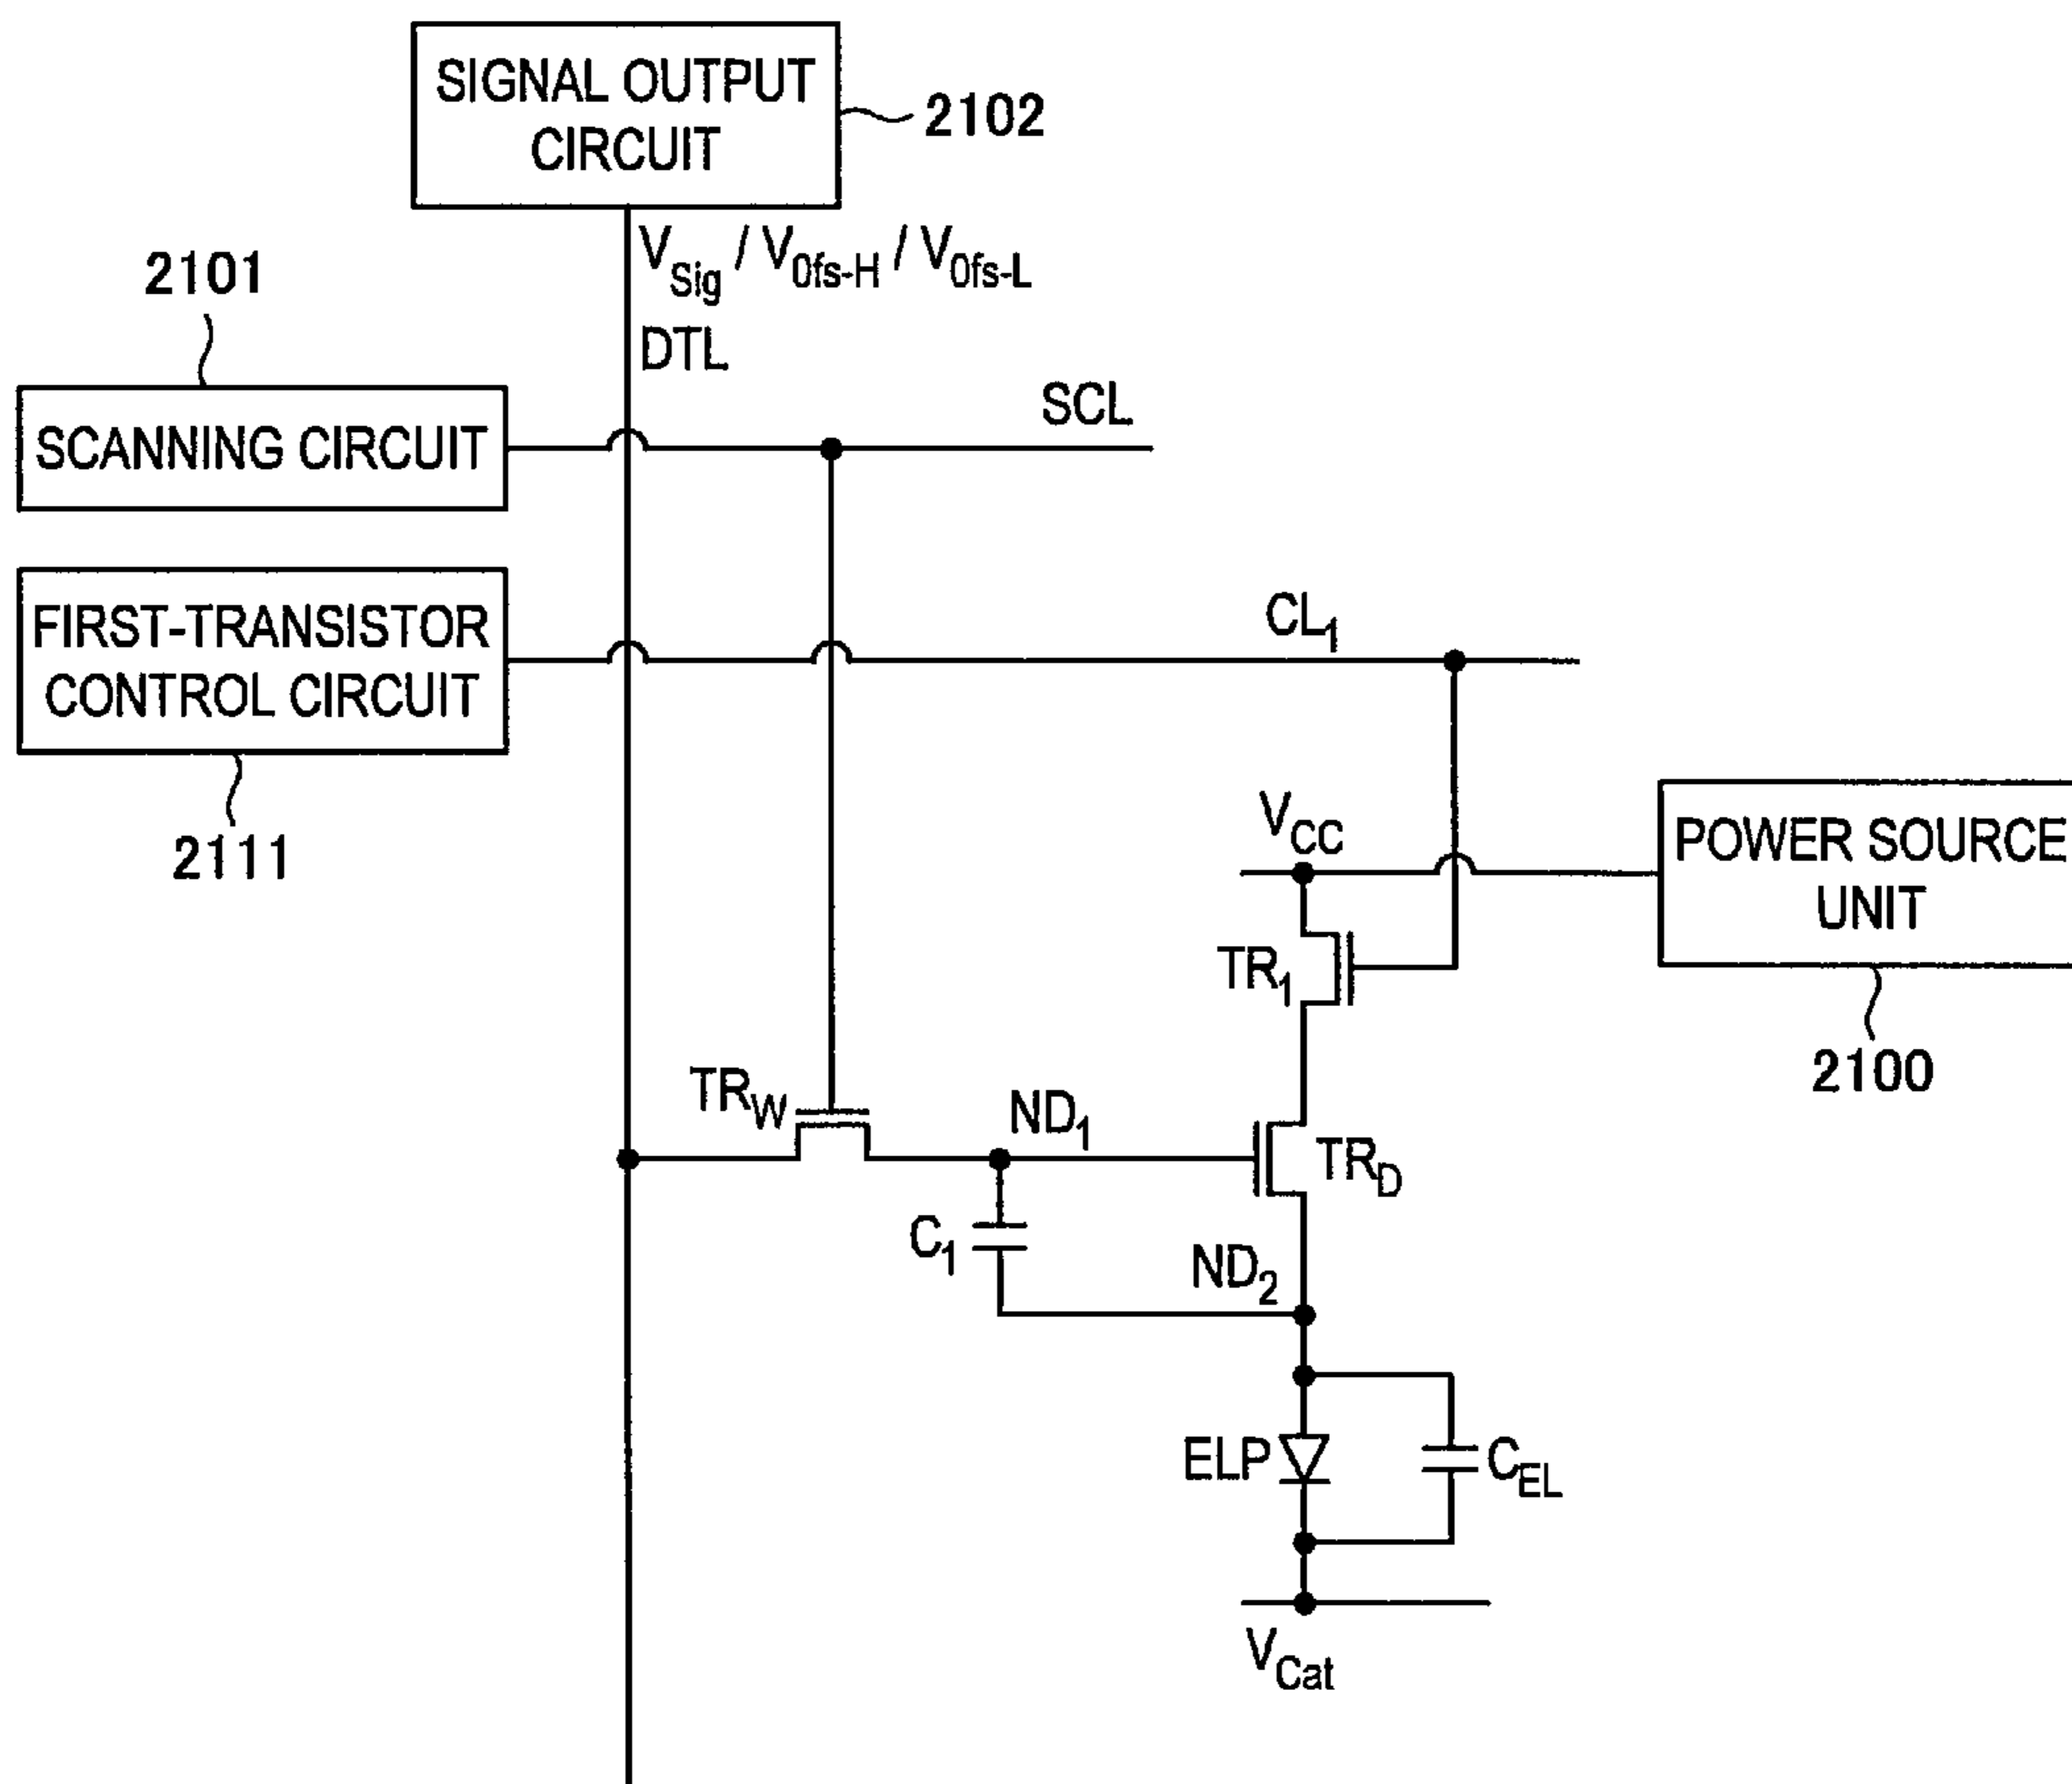 SIGNAL OUTPUT
CIRCUIT
2102
V_Sig / V_0fs-H / V_0fs-L
2101
DTL
SCL
SCANNING CIRCUIT
FIRST-TRANSISTOR
CONTROL CIRCUIT
CL_1
2111
V_CC
POWER SOURCE
UNIT
TR_1
2100
TR_W
ND_1
TR_D
C_1
ND_2
ELP
C_EL
V_Cat